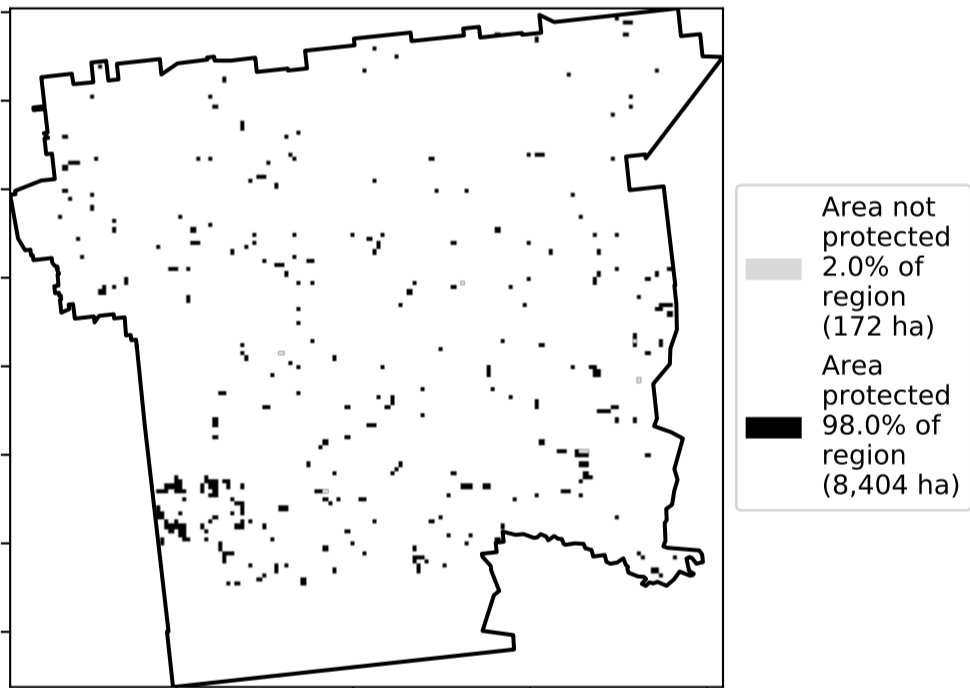 Area not
protected
2.0% of
region
(172 ha)
Area
protected
98.0% of
region
(8,404 ha)